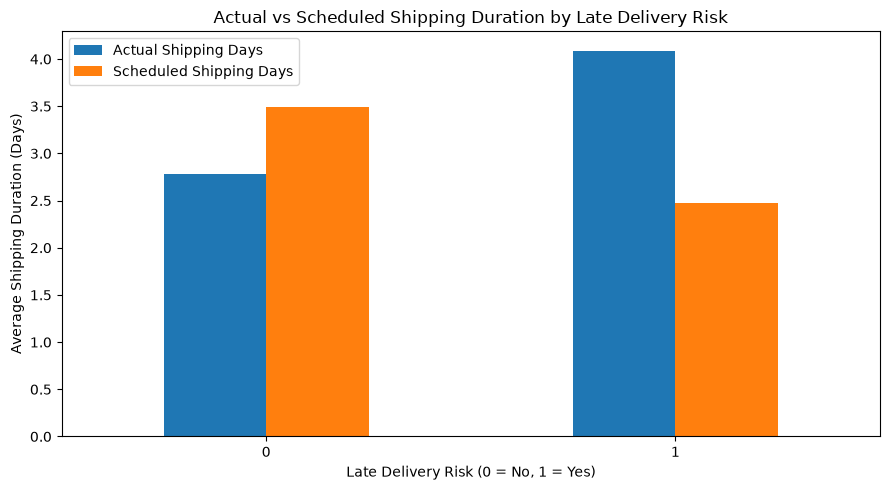 Actual vs Scheduled Shipping Duration by Late Delivery Risk
Actual Shipping Days
Scheduled Shipping Days
Average Shipping Duration (Days)
4.0
3.5
3.0
2.5
2.0
1.5
1.0
0.5
0.0
0 1
Late Delivery Risk (0 = No, 1 = Yes)